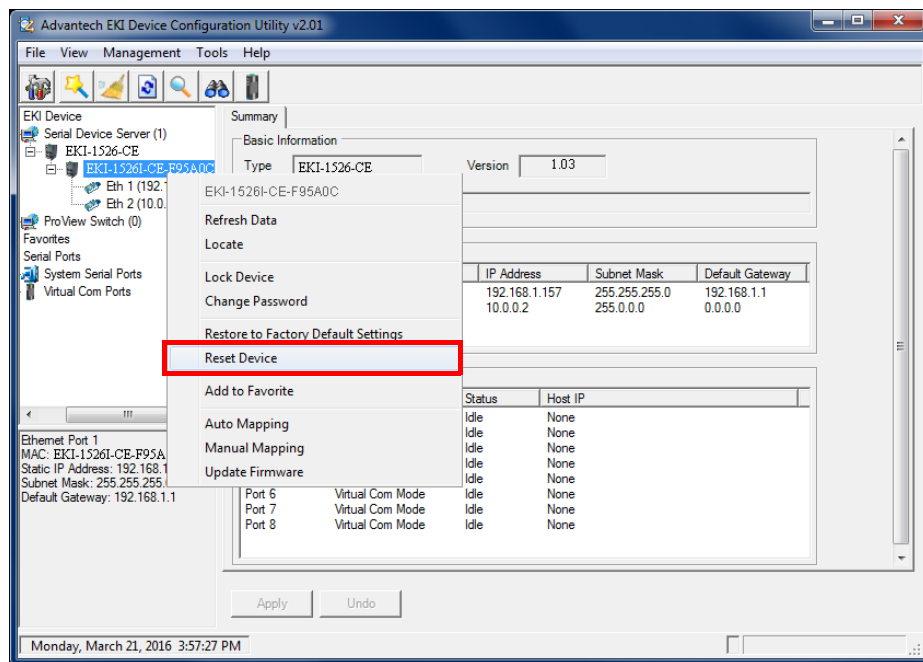 Advantech EKI Device Configuration Utility v2.01
File View Management Tools Help
EKI Device
Serial Device Server (1)
EKI-1526-CE
EKI-1526I-CE-F95A0C
Eth 1 (192.1
Eth 2 (10.0.
ProView Switch (0)
Favorites
Serial Ports
System Serial Ports
Virtual Com Ports
Ethernet Port 1
MAC: EKI-1526I-CE-F95A
Static IP Address: 192.168.1
Subnet Mask: 255.255.255.
Default Gateway: 192.168.1.1
EKI-1526I-CE-F95A0C
Refresh Data
Locate
Lock Device
Change Password
Restore to Factory Default Settings
Reset Device
Add to Favorite
Auto Mapping
Manual Mapping
Update Firmware
Summary
Basic Information
Type EKI-1526-CE Version 1.03
IP Address Subnet Mask Default Gateway
192.168.1.157 255.255.255.0 192.168.1.1
10.0.0.2 255.0.0.0 0.0.0.0
Status Host IP
Idle None
Idle None
Idle None
Idle None
Idle None
Port 6 Virtual Com Mode Idle None
Port 7 Virtual Com Mode Idle None
Port 8 Virtual Com Mode Idle None
Apply Undo
Monday, March 21, 2016 3:57:27 PM